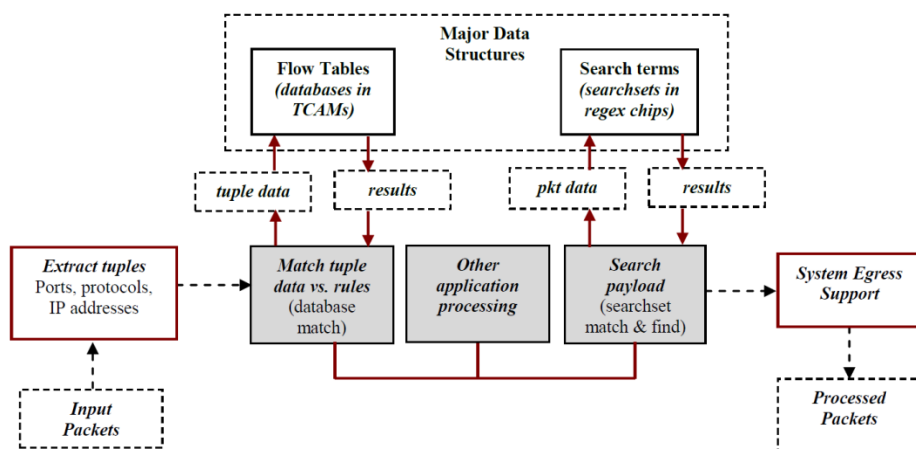 Major Data
Structures
Flow Tables
(databases in
TCAMs)
Search terms
(searchsets in
regex chips)
tuple data
results
pkt data
results
Extract tuples
Ports, protocols,
IP addresses
Match tuple
data vs. rules
(database
match)
Other
application
processing
Search
payload
(searchset
match & find)
System Egress
Support
Input
Packets
Processed
Packets